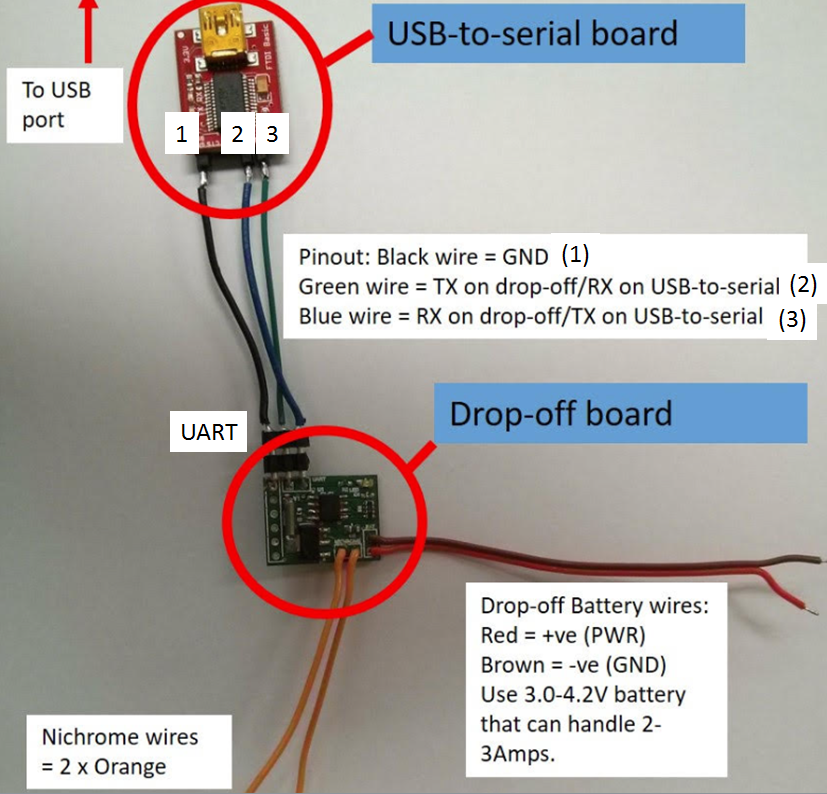 USB-to-serial board
To USB
port
3.3V
FTDI Basic
1
2
3
Pinout: Black wire = GND (1)
Green wire = TX on drop-off/RX on USB-to-serial (2)
Blue wire = RX on drop-off/TX on USB-to-serial (3)
Drop-off board
UART
UART
Drop-off Battery wires:
Red = +ve (PWR)
Brown = -ve (GND)
Use 3.0-4.2V battery
that can handle 2-
3Amps.
Nichrome wires
= 2 x Orange